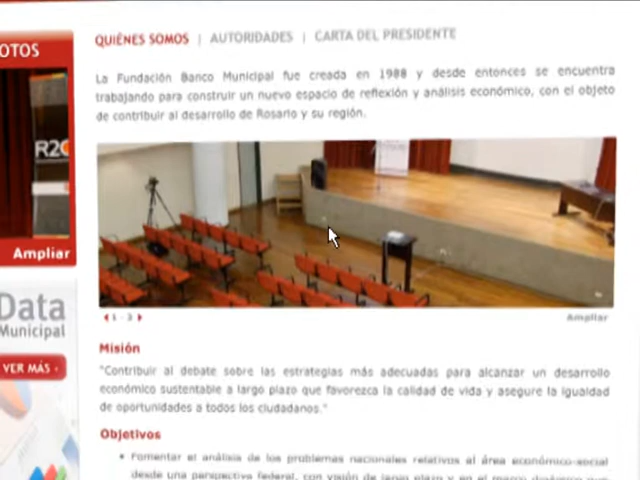 OTOS
QUIÉNES SOMOS | AUTORIDADES | CARTA DEL PRESIDENTE
La Fundación Banco Municipal fue creada en 1988 y desde entonces se encuentra
trabajando para construir un nuevo espacio de reflexión y análisis económico, con el objeto
de contribuir al desarrollo de Rosario y su región.
Ampliar
1 - 3
Ampliar
Data
Municipal
VER MÁS
Misión
"Contribuir al debate sobre las estrategias más adecuadas para alcanzar un desarrollo
económico sustentable a largo plazo que favorezca la calidad de vida y asegure la igualdad
de oportunidades a todos los ciudadanos."
Objetivos
• Fomentar el análisis de los problemas nacionales relativos al área económico-social
desde una perspectiva federal, con visión de largo plazo y en el marco